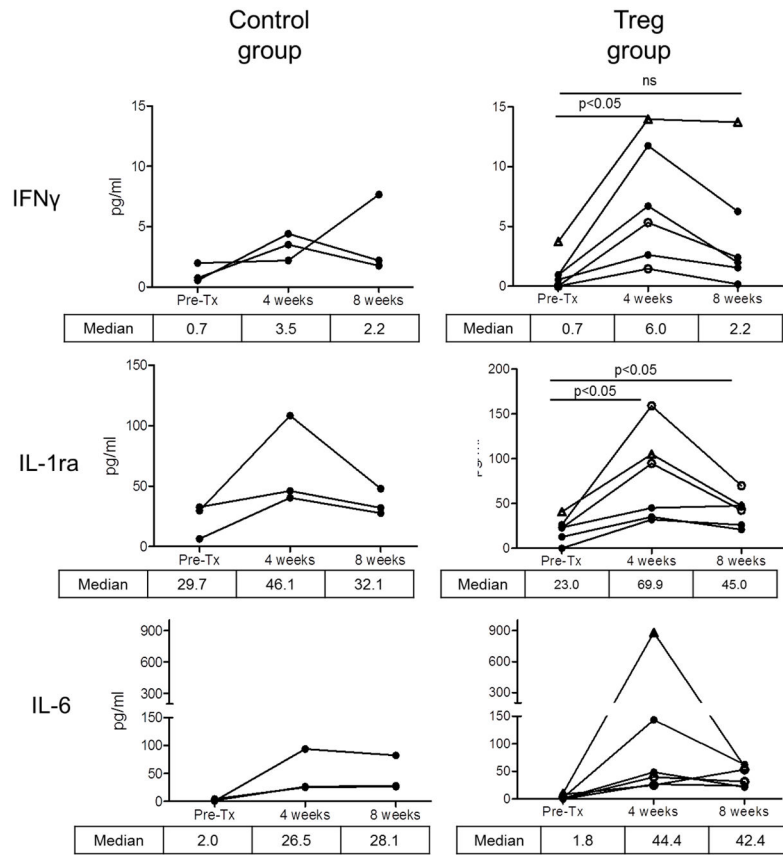 Control
group
Treg
group
IFNγ
pg/ml
15
10
5
0
Pre-Tx 4 weeks 8 weeks
Median 0.7 3.5 2.2
ns
p<0.05
15
10
5
0
Pre-Tx 4 weeks 8 weeks
Median 0.7 6.0 2.2
IL-1ra
pg/ml
150
100
50
0
Pre-Tx 4 weeks 8 weeks
Median 29.7 46.1 32.1
p<0.05
p<0.05
200
150
100
50
0
Pre-Tx 4 weeks 8 weeks
Median 23.0 69.9 45.0
IL-6
pg/ml
900
700
500
300
150
100
50
0
Pre-Tx 4 weeks 8 weeks
Median 2.0 26.5 28.1
900
700
500
300
150
100
50
0
Pre-Tx 4 weeks 8 weeks
Median 1.8 44.4 42.4